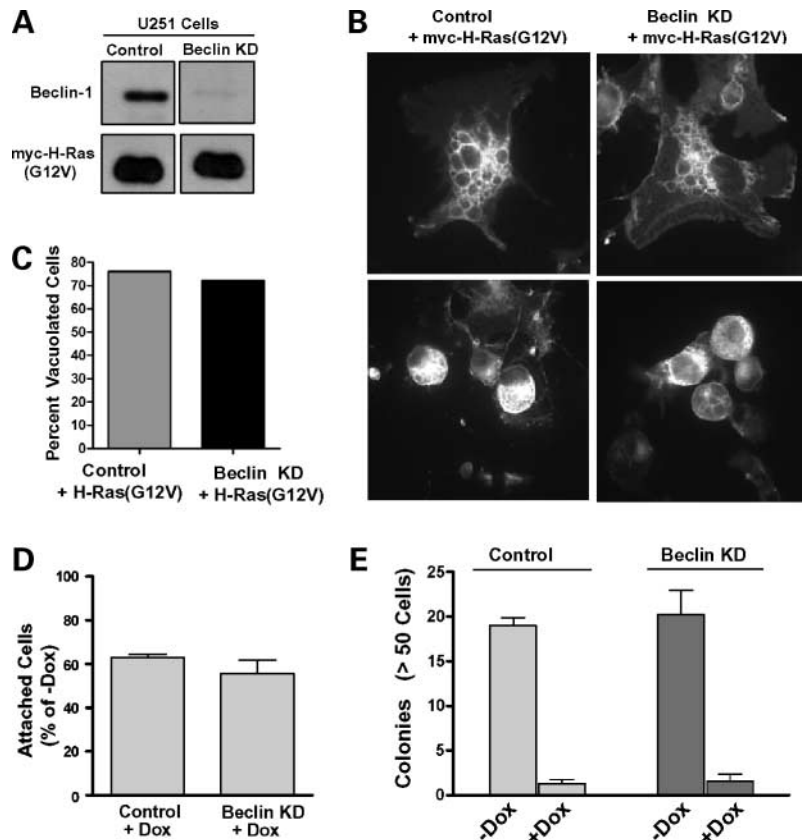 A
U251 Cells
Control Beclin KD
Beclin-1
myc-H-Ras
(G12V)
B
Control
+ myc-H-Ras(G12V)
Beclin KD
+ myc-H-Ras(G12V)
C
Percent Vacuolated Cells
80
70
60
50
40
30
20
10
0
Control
+ H-Ras(G12V)
Beclin KD
+ H-Ras(G12V)
D
Attached Cells
(% of -Dox)
100
80
60
40
20
0
Control
+ Dox
Beclin KD
+ Dox
E
Control
Beclin KD
Colonies (> 50 Cells)
25
20
15
10
5
0
-Dox
+Dox
-Dox
+Dox